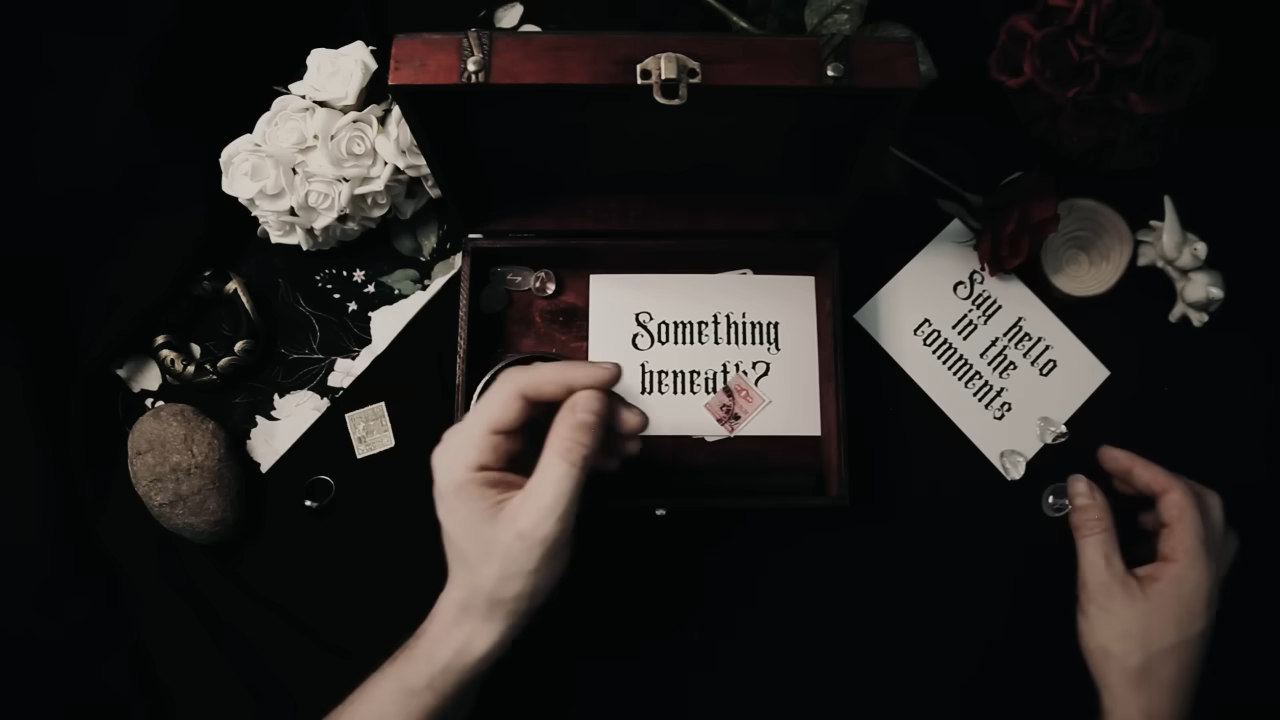 Something
beneath?
Say hello
in the
comments